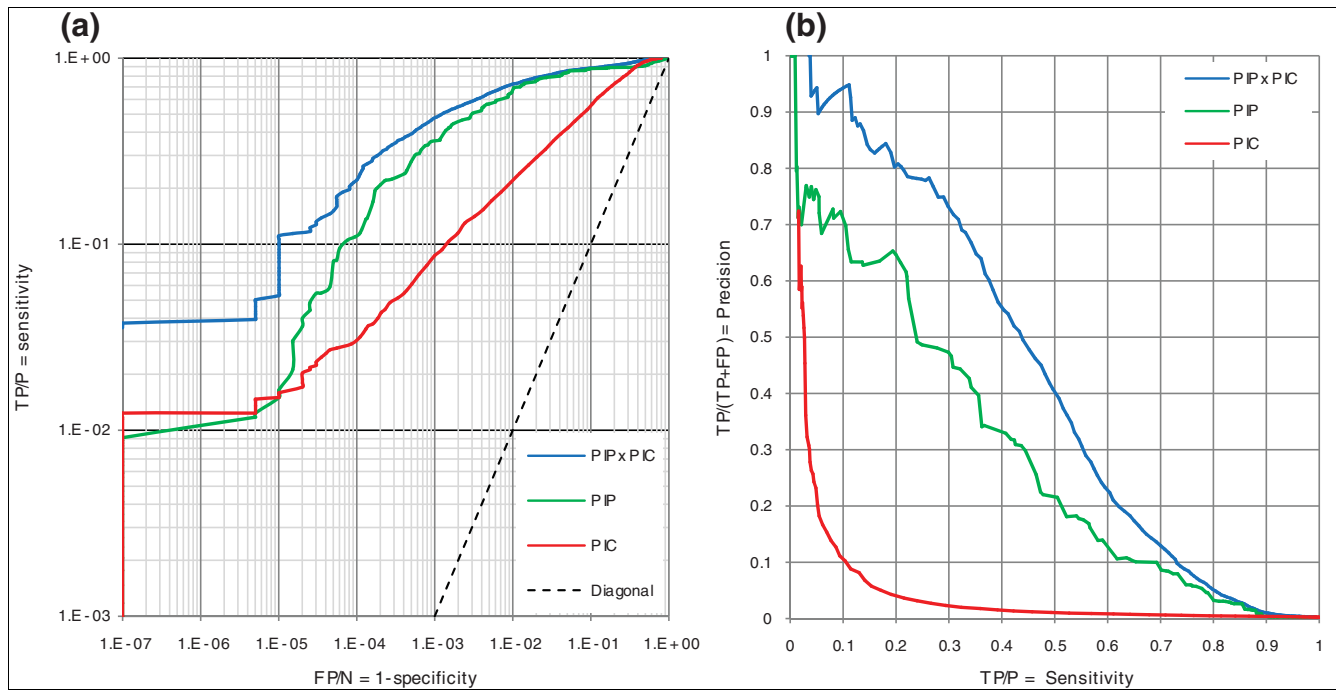 (a)
1.E+00
1.E-01
1.E-02
1.E-03
TP/P = sensitivity
1.E-07
1.E-06
1.E-05
1.E-04
1.E-03
1.E-02
1.E-01
1.E+00
FP/N = 1-specificity
PIP x PIC
PIP
PIC
Diagonal
(b)
1
0.9
0.8
0.7
0.6
0.5
0.4
0.3
0.2
0.1
0
TP/(TP+FP) = Precision
0
0.1
0.2
0.3
0.4
0.5
0.6
0.7
0.8
0.9
1
TP/P = Sensitivity
PIP x PIC
PIP
PIC